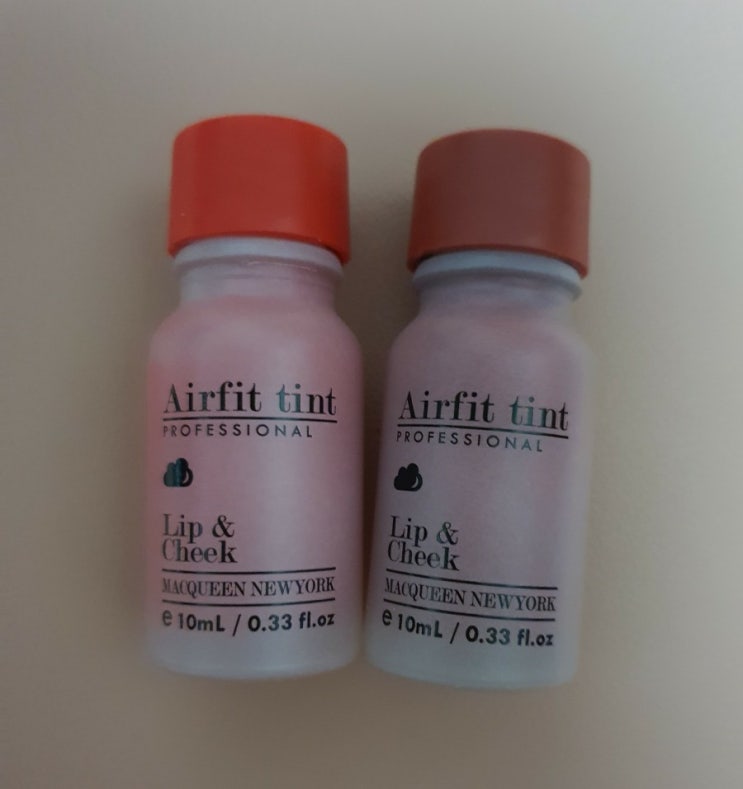 Airfit tint
PROFESSIONAL
Lip &
Cheek
MACQUEEN NEWYORK
e 10mL / 0.33 fl.oz
Airfit tint
PROFESSIONAL
Lip &
Cheek
MACQUEEN NEWYORK
e 10mL / 0.33 fl.oz